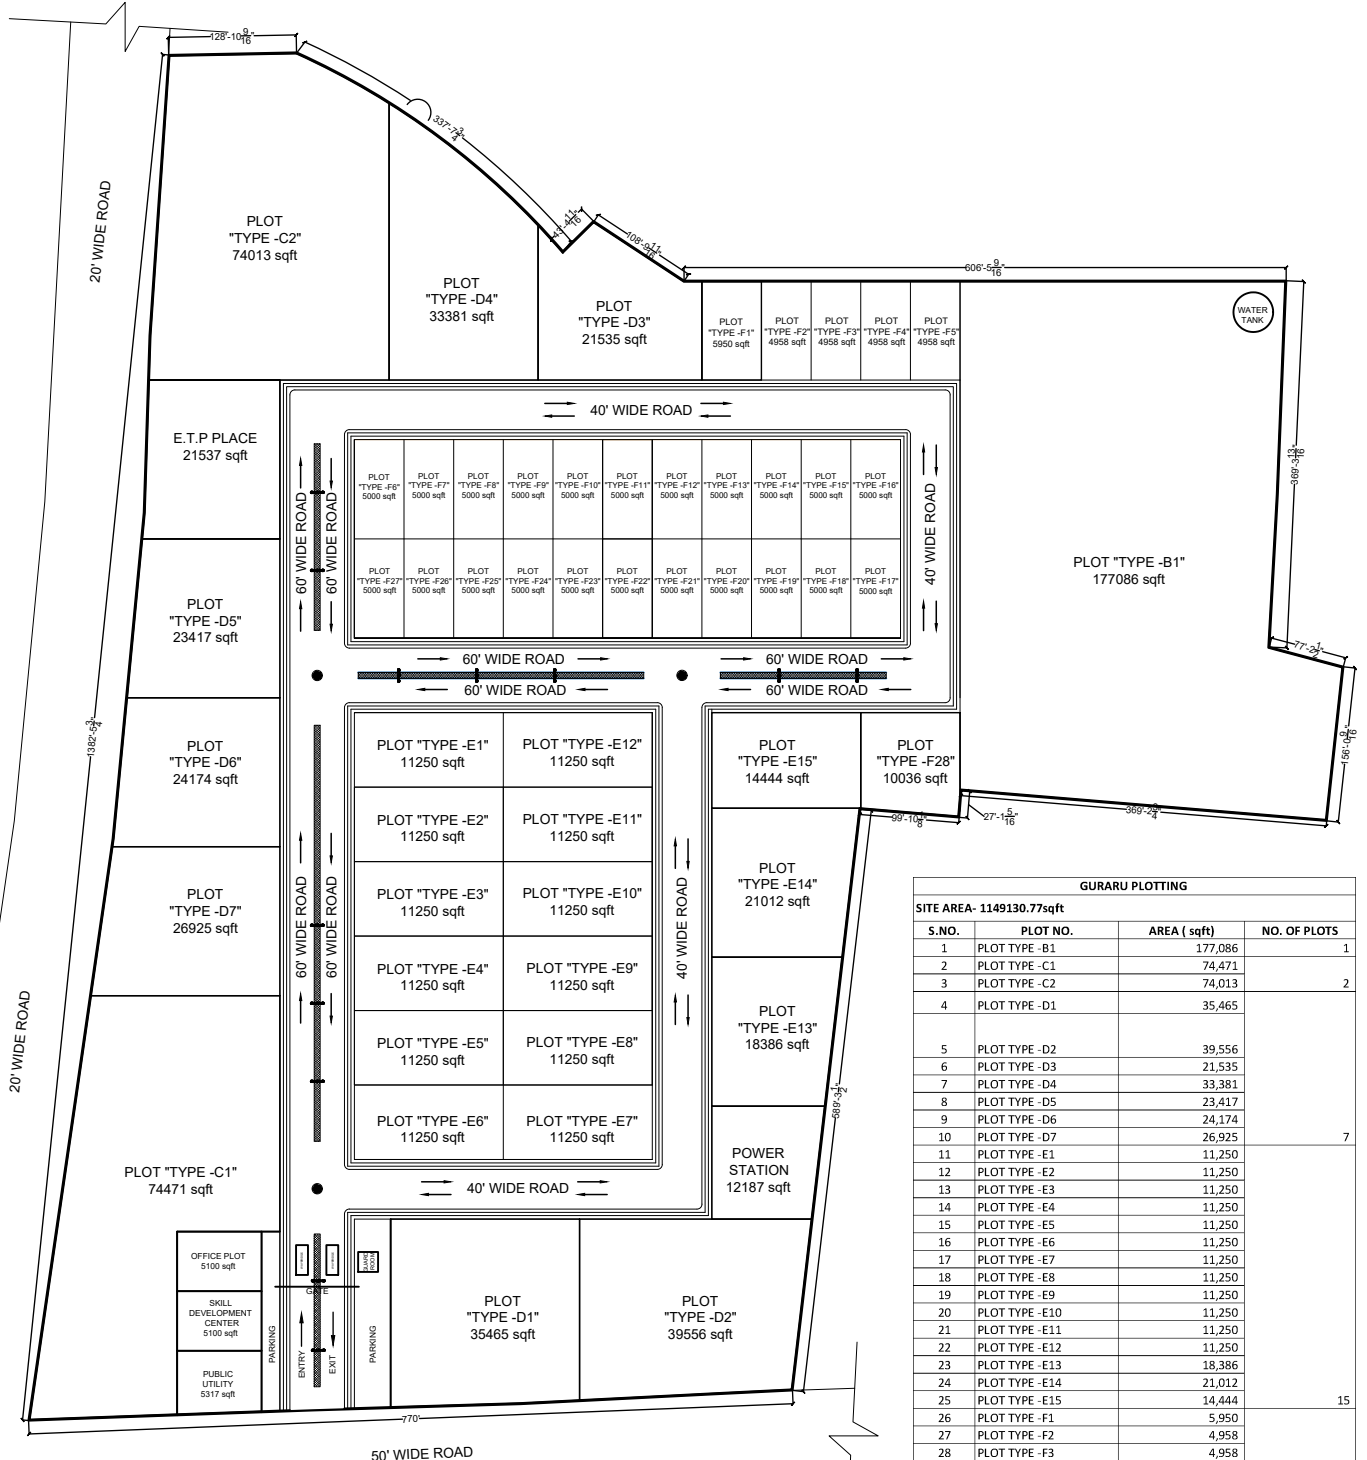 128'-10 9/16"
337'-7 3/4"
43'-4 11/16"
108'-9 11/16"
606'-5 9/16"
20' WIDE ROAD
PLOT
"TYPE -C2"
74013 sqft
PLOT
"TYPE -D4"
33381 sqft
PLOT
"TYPE -D3"
21535 sqft
PLOT
"TYPE -F1"
5950 sqft
PLOT
"TYPE -F2"
4958 sqft
PLOT
"TYPE -F3"
4958 sqft
PLOT
"TYPE -F4"
4958 sqft
PLOT
"TYPE -F5"
4958 sqft
WATER
TANK
369'-3 13/16"
40' WIDE ROAD
E.T.P PLACE
21537 sqft
60' WIDE ROAD
60' WIDE ROAD
PLOT
"TYPE -F6"
5000 sqft
PLOT
"TYPE -F7"
5000 sqft
PLOT
"TYPE -F8"
5000 sqft
PLOT
"TYPE -F9"
5000 sqft
PLOT
"TYPE -F10"
5000 sqft
PLOT
"TYPE -F11"
5000 sqft
PLOT
"TYPE -F12"
5000 sqft
PLOT
"TYPE -F13"
5000 sqft
PLOT
"TYPE -F14"
5000 sqft
PLOT
"TYPE -F15"
5000 sqft
PLOT
"TYPE -F16"
5000 sqft
40' WIDE ROAD
PLOT
"TYPE -F27"
5000 sqft
PLOT
"TYPE -F26"
5000 sqft
PLOT
"TYPE -F25"
5000 sqft
PLOT
"TYPE -F24"
5000 sqft
PLOT
"TYPE -F23"
5000 sqft
PLOT
"TYPE -F22"
5000 sqft
PLOT
"TYPE -F21"
5000 sqft
PLOT
"TYPE -F20"
5000 sqft
PLOT
"TYPE -F19"
5000 sqft
PLOT
"TYPE -F18"
5000 sqft
PLOT
"TYPE -F17"
5000 sqft
PLOT "TYPE -B1"
177086 sqft
PLOT
"TYPE -D5"
23417 sqft
77'-2 1/2"
156'-0 9/16"
60' WIDE ROAD
60' WIDE ROAD
60' WIDE ROAD
60' WIDE ROAD
1382'-5 3/4"
PLOT
"TYPE -D6"
24174 sqft
PLOT "TYPE -E1"
11250 sqft
PLOT "TYPE -E12"
11250 sqft
PLOT
"TYPE -E15"
14444 sqft
PLOT
"TYPE -F28"
10036 sqft
99'-10 1/8"
27'-1 5/16"
PLOT "TYPE -E2"
11250 sqft
PLOT "TYPE -E11"
11250 sqft
PLOT
"TYPE -D7"
26925 sqft
60' WIDE ROAD
60' WIDE ROAD
PLOT "TYPE -E3"
11250 sqft
PLOT "TYPE -E10"
11250 sqft
40' WIDE ROAD
PLOT
"TYPE -E14"
21012 sqft
PLOT "TYPE -E4"
11250 sqft
PLOT "TYPE -E9"
11250 sqft
PLOT "TYPE -E5"
11250 sqft
PLOT "TYPE -E8"
11250 sqft
PLOT
"TYPE -E13"
18386 sqft
589'-3 1/2"
20' WIDE ROAD
PLOT "TYPE -E6"
11250 sqft
PLOT "TYPE -E7"
11250 sqft
PLOT "TYPE -C1"
74471 sqft
40' WIDE ROAD
POWER
STATION
12187 sqft
OFFICE PLOT
5100 sqft
SKILL
DEVELOPMENT
CENTER
5100 sqft
PUBLIC
UTILITY
5317 sqft
PARKING
GATE
ENTRY
EXIT
GUARD
ROOM
PARKING
PLOT
"TYPE -D1"
35465 sqft
PLOT
"TYPE -D2"
39556 sqft
770'
50' WIDE ROAD
GURARU PLOTTING
SITE AREA- 1149130.77sqft
S.NO. PLOT NO. AREA ( sqft) NO. OF PLOTS
1 PLOT TYPE -B1 177,086 1
2 PLOT TYPE -C1 74,471
3 PLOT TYPE -C2 74,013 2
4 PLOT TYPE -D1 35,465
5 PLOT TYPE -D2 39,556
6 PLOT TYPE -D3 21,535
7 PLOT TYPE -D4 33,381
8 PLOT TYPE -D5 23,417
9 PLOT TYPE -D6 24,174
10 PLOT TYPE -D7 26,925 7
11 PLOT TYPE -E1 11,250
12 PLOT TYPE -E2 11,250
13 PLOT TYPE -E3 11,250
14 PLOT TYPE -E4 11,250
15 PLOT TYPE -E5 11,250
16 PLOT TYPE -E6 11,250
17 PLOT TYPE -E7 11,250
18 PLOT TYPE -E8 11,250
19 PLOT TYPE -E9 11,250
20 PLOT TYPE -E10 11,250
21 PLOT TYPE -E11 11,250
22 PLOT TYPE -E12 11,250
23 PLOT TYPE -E13 18,386
24 PLOT TYPE -E14 21,012
25 PLOT TYPE -E15 14,444 15
26 PLOT TYPE -F1 5,950
27 PLOT TYPE -F2 4,958
28 PLOT TYPE -F3 4,958